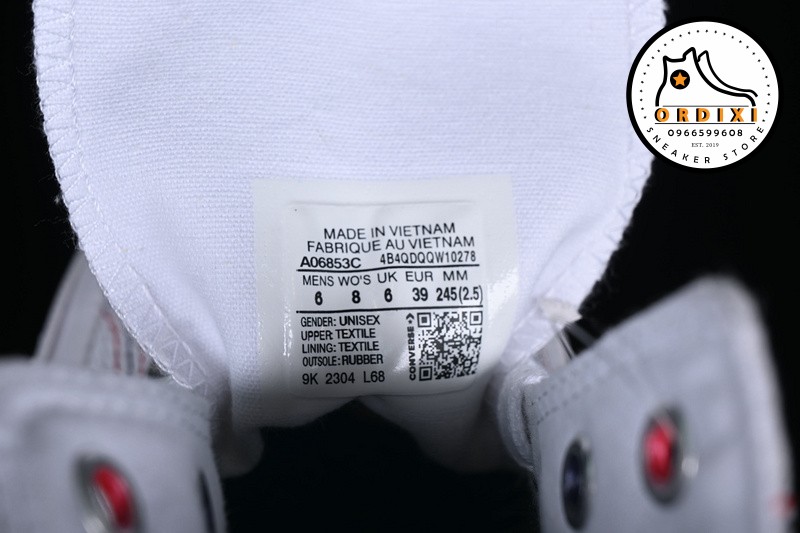 ORDIXI
0966599608
EST. 2019
SNEAKER STORE
MADE IN VIETNAM
FABRIQUE AU VIETNAM
A06853C 4B4QDQQW10278
MENS WO'S UK EUR MM
6 8 6 39 245(2.5)
GENDER: UNISEX
UPPER: TEXTILE
LINING: TEXTILE
OUTSOLE: RUBBER
CONVERSE
9K 2304 L68